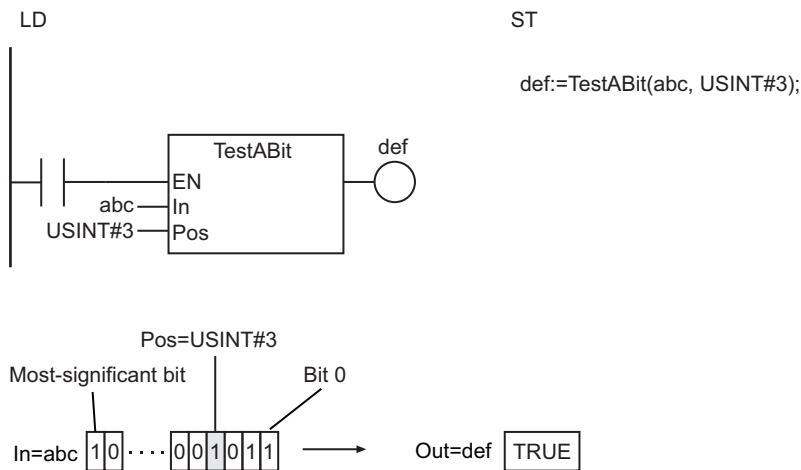 LD
ST
def:=TestABit(abc, USINT#3);
TestABit
def
EN
abc
In
USINT#3
Pos
Pos=USINT#3
Most-significant bit
Bit 0
In=abc 1 0 ···· 0 0 1 0 1 1
Out=def TRUE